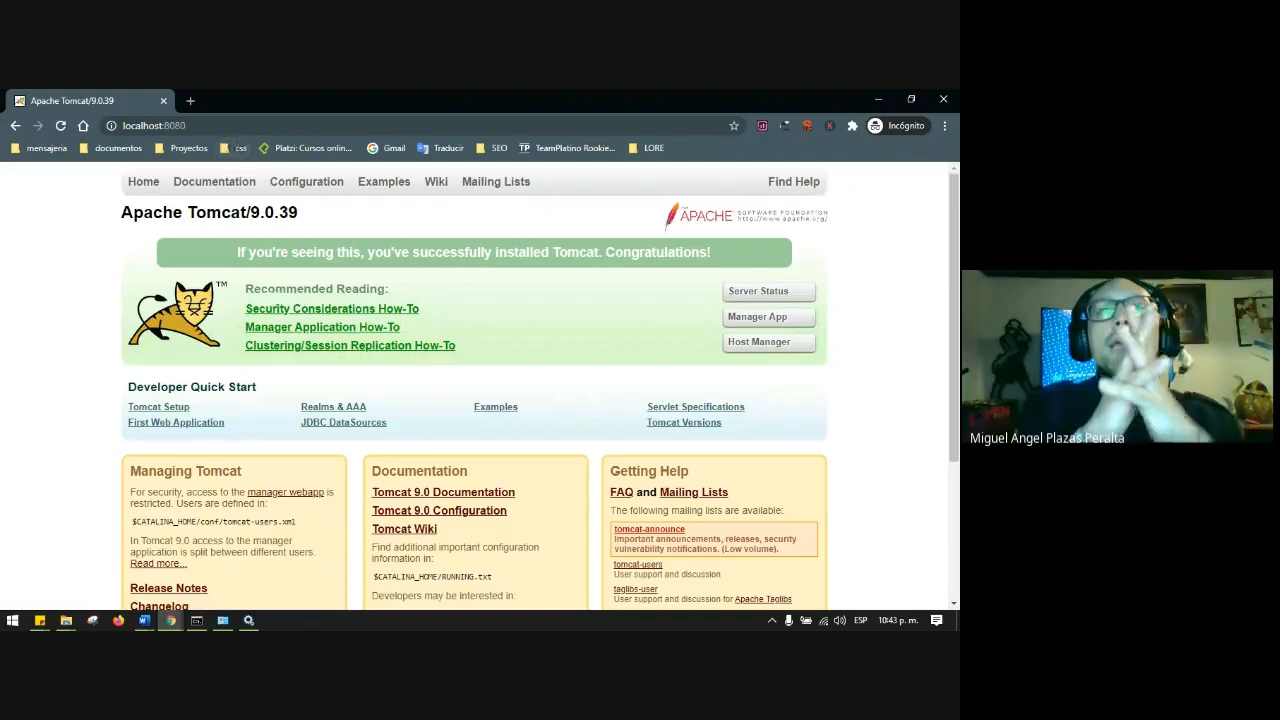 Apache Tomcat/9.0.39
localhost:8080
Incógnito
mensajeria documentos Proyectos css Platzi: Cursos onlin... Gmail Traducir SEO TP TeamPlatino Rookie... LORE
Home Documentation Configuration Examples Wiki Mailing Lists Find Help
Apache Tomcat/9.0.39
THE APACHE SOFTWARE FOUNDATION
http://www.apache.org/
If you're seeing this, you've successfully installed Tomcat. Congratulations!
TM
Recommended Reading:
Security Considerations How-To
Manager Application How-To
Clustering/Session Replication How-To
Server Status
Manager App
Host Manager
Developer Quick Start
Tomcat Setup
First Web Application
Realms & AAA
JDBC DataSources
Examples
Servlet Specifications
Tomcat Versions
Managing Tomcat
For security, access to the manager webapp is
restricted. Users are defined in:
$CATALINA_HOME/conf/tomcat-users.xml
In Tomcat 9.0 access to the manager
application is split between different users.
Read more...
Release Notes
Changelog
Documentation
Tomcat 9.0 Documentation
Tomcat 9.0 Configuration
Tomcat Wiki
Find additional important configuration
information in:
$CATALINA_HOME/RUNNING.txt
Developers may be interested in:
Getting Help
FAQ and Mailing Lists
The following mailing lists are available:
tomcat-announce
Important announcements, releases, security
vulnerability notifications. (Low volume).
tomcat-users
User support and discussion
taglibs-user
User support and discussion for Apache Taglibs
ESP 10:43 p. m.
Miguel Angel Plazas Peralta